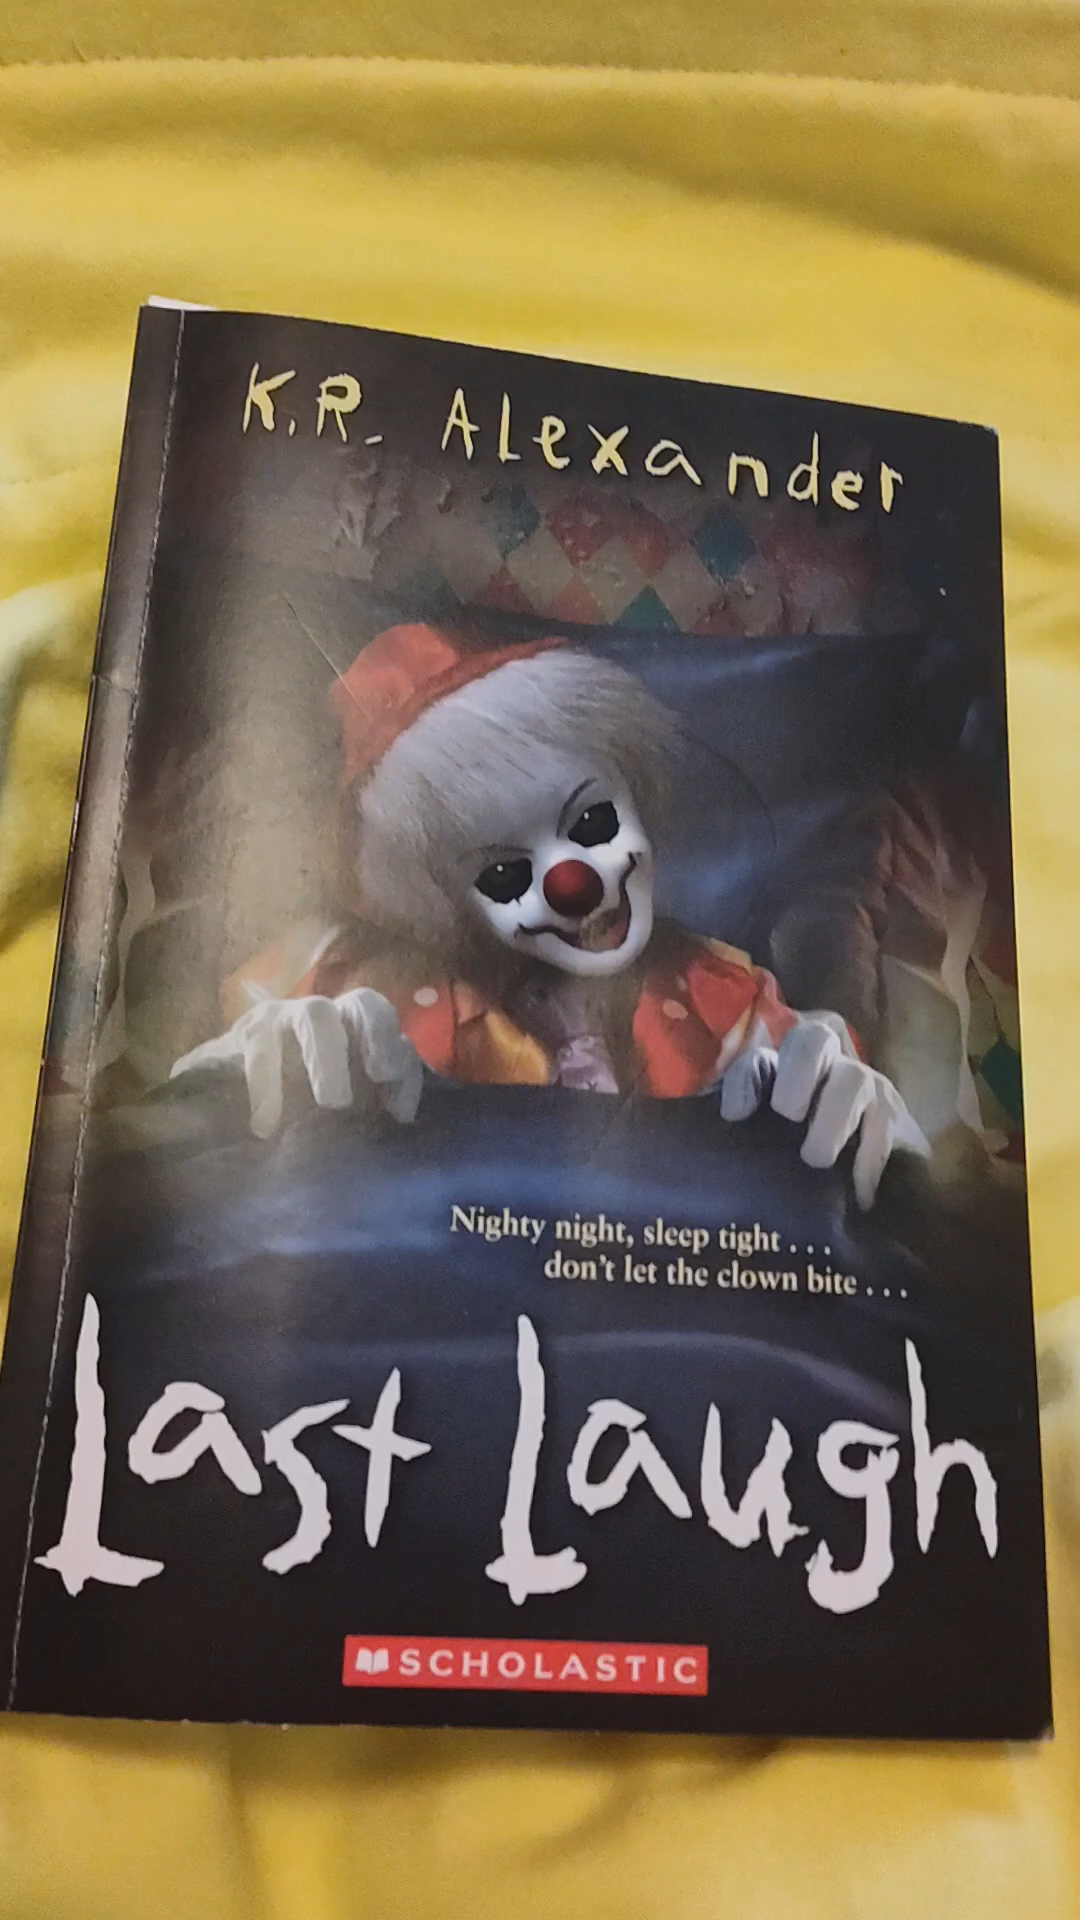 K.R. Alexander
Nighty night, sleep tight . . .
don't let the clown bite . . .
Last Laugh
SCHOLASTIC